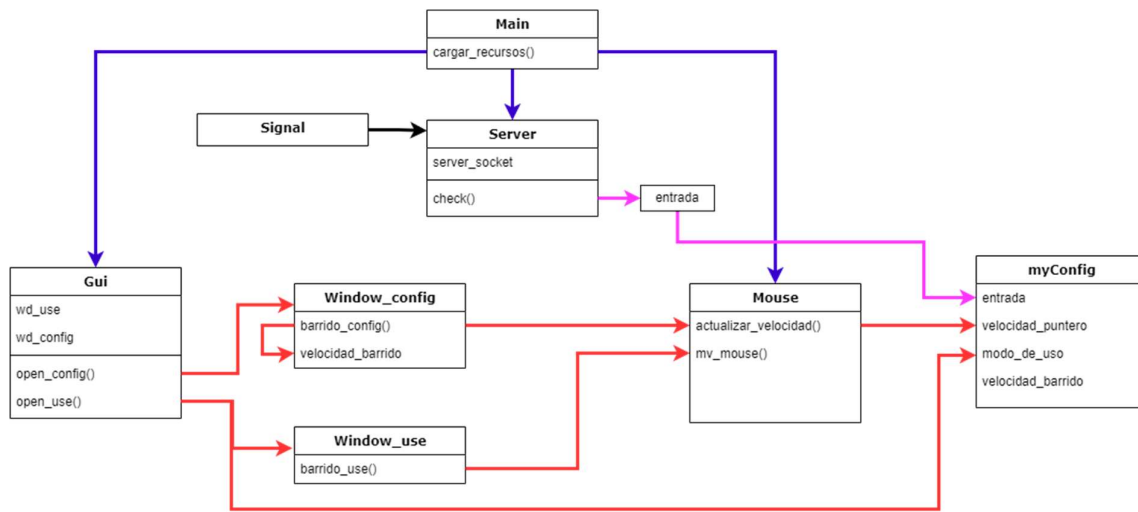 Main
cargar_recursos()
Signal
Server
server_socket
check()
entrada
Gui
wd_use
wd_config
open_config()
open_use()
Window_config
barrido_config()
velocidad_barrido
Window_use
barrido_use()
Mouse
actualizar_velocidad()
mv_mouse()
myConfig
entrada
velocidad_puntero
modo_de_uso
velocidad_barrido